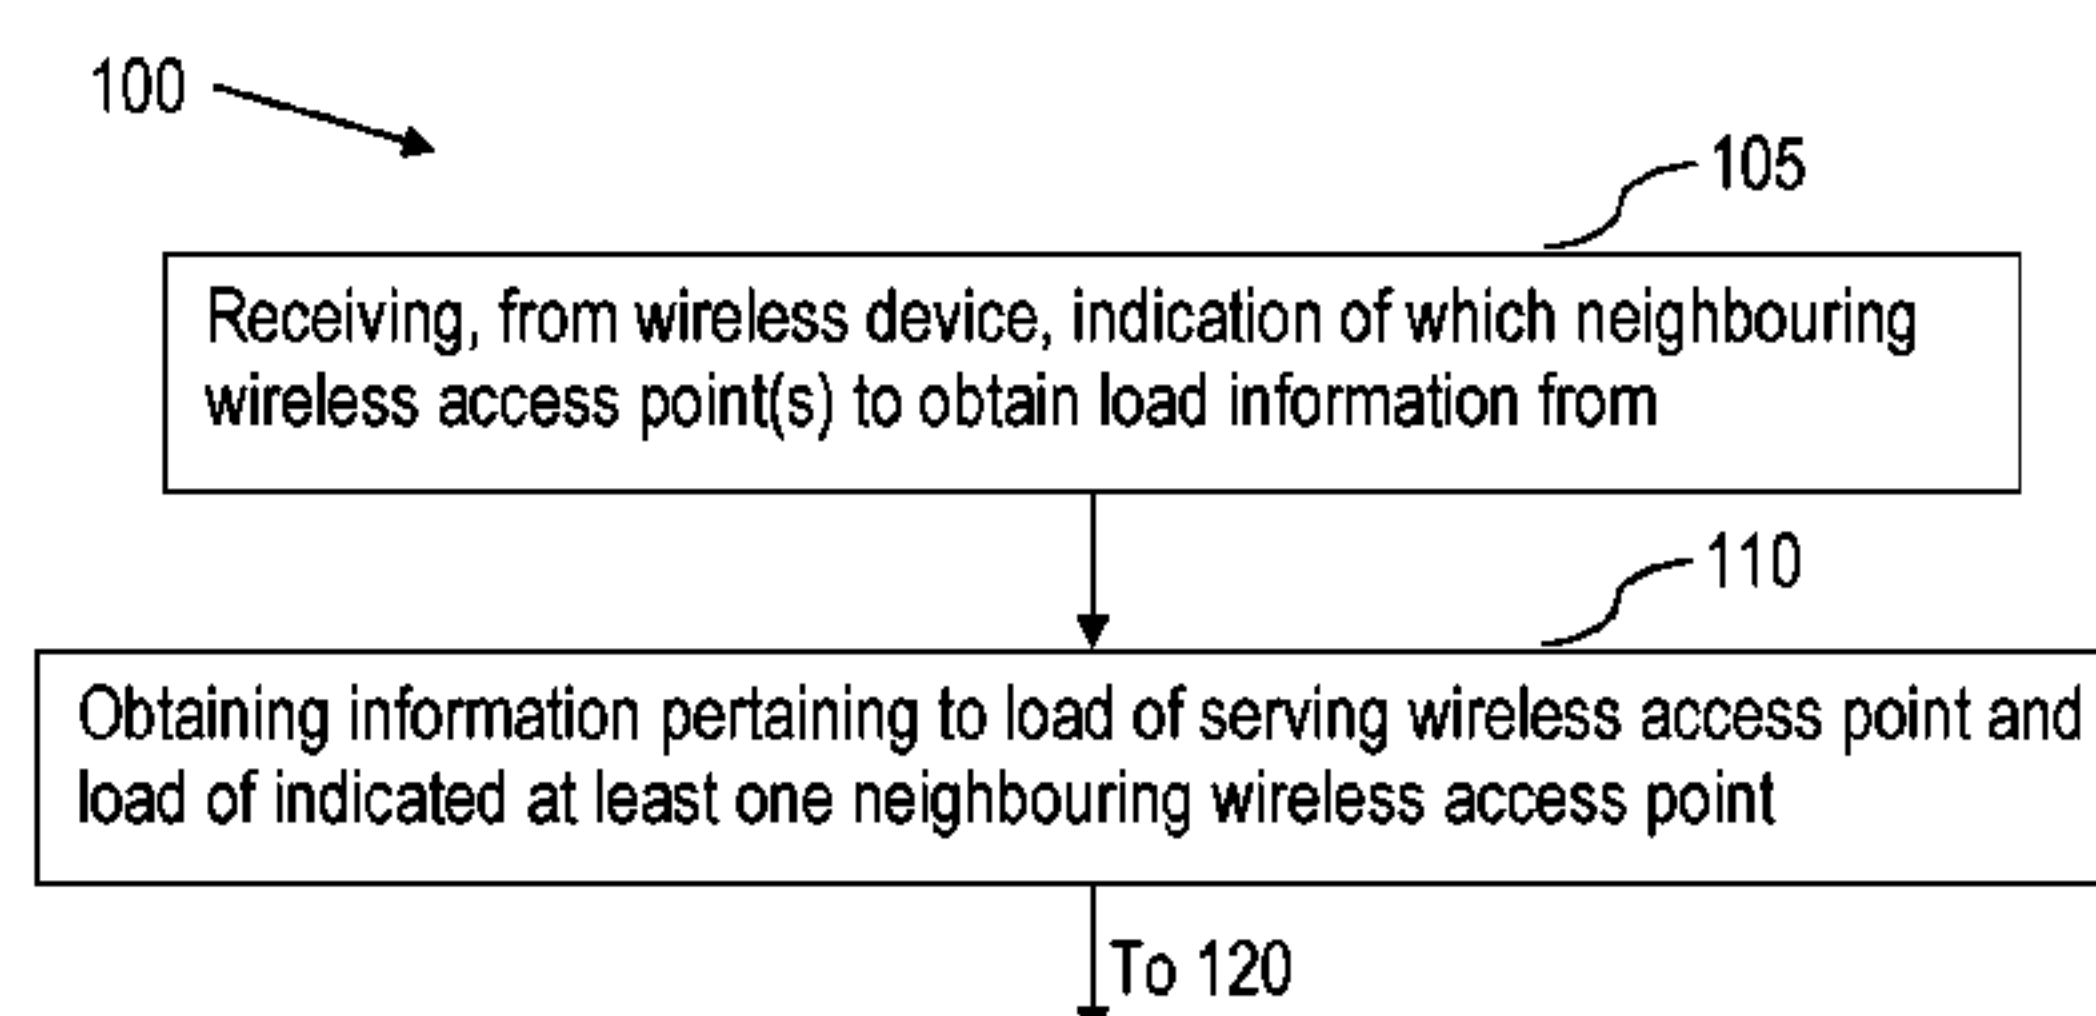 100
105
Receiving, from wireless device, indication of which neighbouring
wireless access point(s) to obtain load information from
110
Obtaining information pertaining to load of serving wireless access point and
load of indicated at least one neighbouring wireless access point
To 120